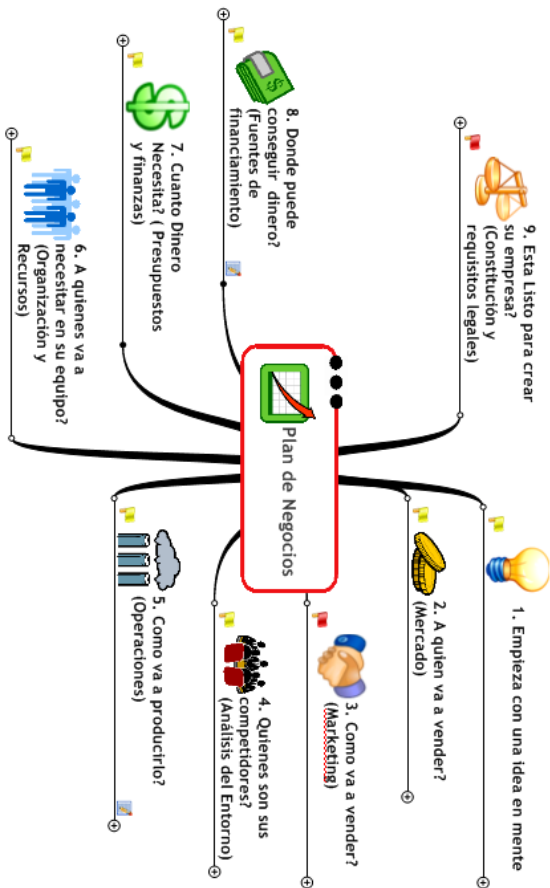 Plan de Negocios
1. Empieza con una idea en mente
2. A quien va a vender?
(Mercado)
3. Como va a vender?
(Marketing)
4. Quienes son sus
competidores?
(Análisis del Entorno)
5. Como va a producirlo?
(Operaciones)
6. A quienes va a
necesitar en su equipo?
(Organización y
Recursos)
7. Cuanto Dinero
Necesita? ( Presupuestos
y finanzas)
8. Donde puede
conseguir dinero?
(Fuentes de
financiamiento)
9. Esta Listo para crear
su empresa?
(Constitución y
requisitos legales)